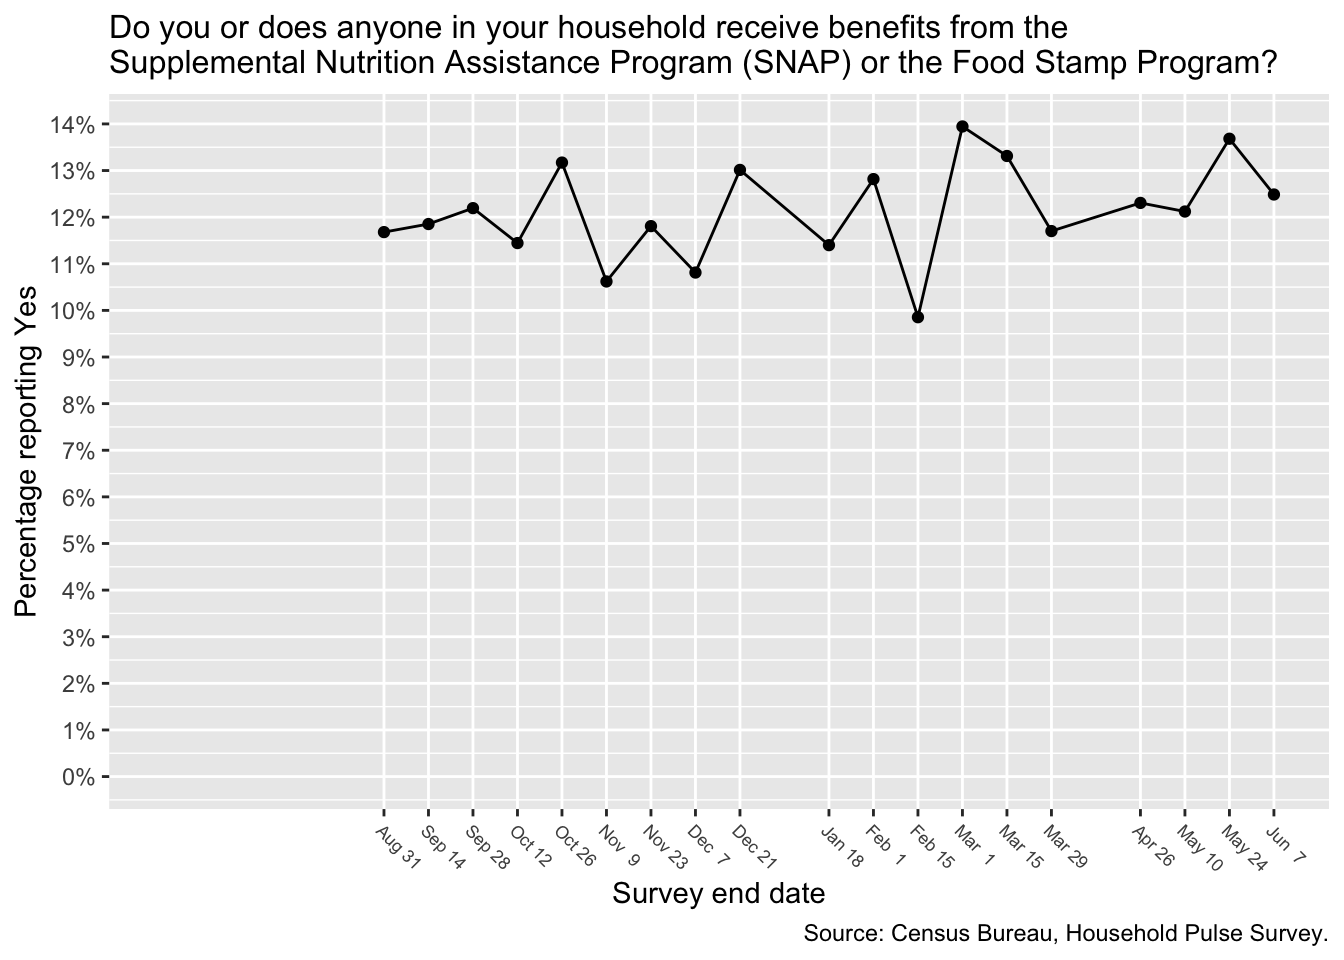 Do you or does anyone in your household receive benefits from the
Supplemental Nutrition Assistance Program (SNAP) or the Food Stamp Program?
Percentage reporting Yes
14%
13%
12%
11%
10%
9%
8%
7%
6%
5%
4%
3%
2%
1%
0%
Aug 31
Sep 14
Sep 28
Oct 12
Oct 26
Nov 9
Nov 23
Dec 7
Dec 21
Jan 18
Feb 1
Feb 15
Mar 1
Mar 15
Mar 29
Apr 26
May 10
May 24
Jun 7
Survey end date
Source: Census Bureau, Household Pulse Survey.